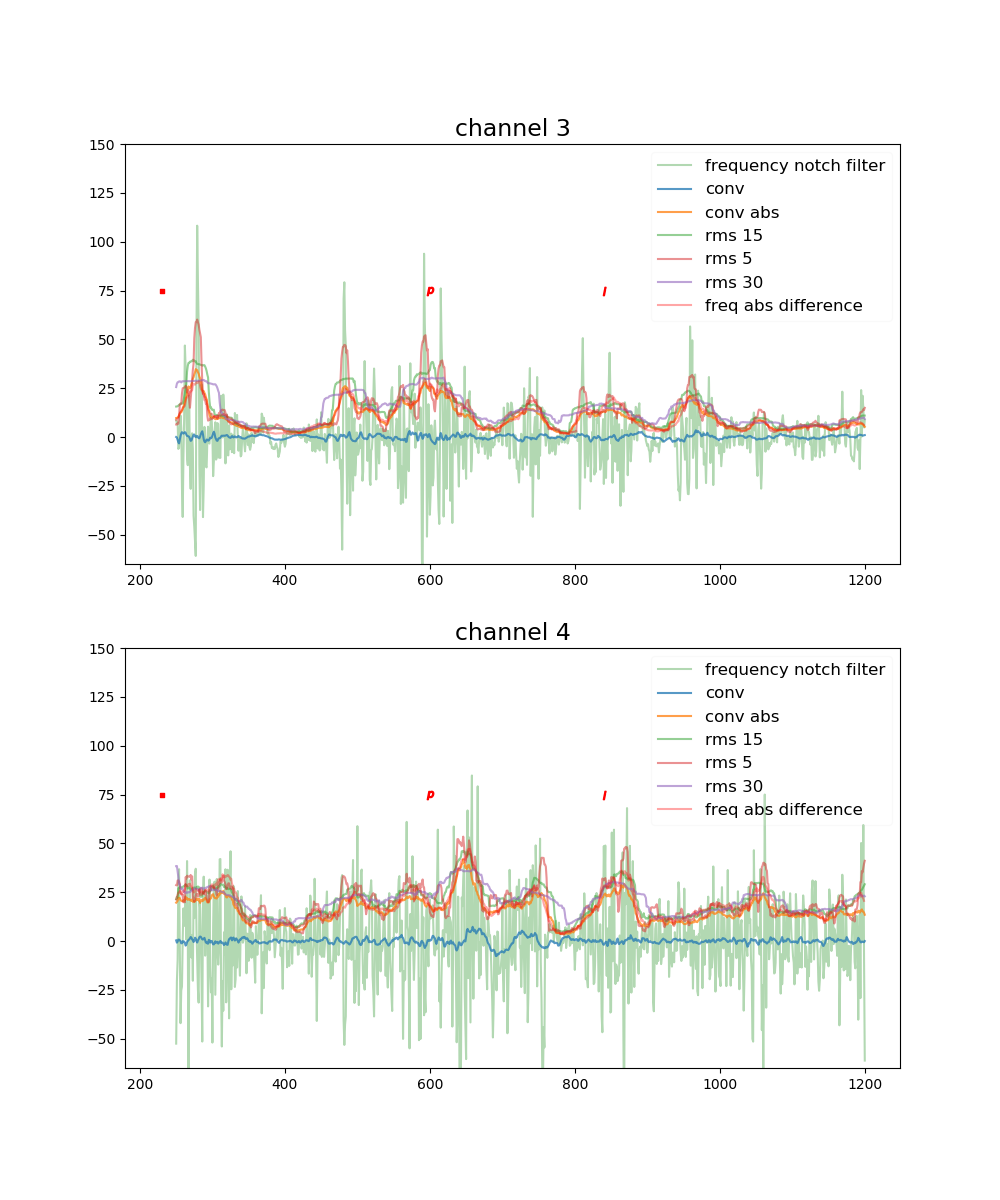 channel 3
150
125
100
75
50
25
0
−25
−50
200 400 600 800 1000 1200
frequency notch filter
conv
conv abs
rms 15
rms 5
rms 30
freq abs difference
p
l
channel 4
150
125
100
75
50
25
0
−25
−50
200 400 600 800 1000 1200
frequency notch filter
conv
conv abs
rms 15
rms 5
rms 30
freq abs difference
p
l